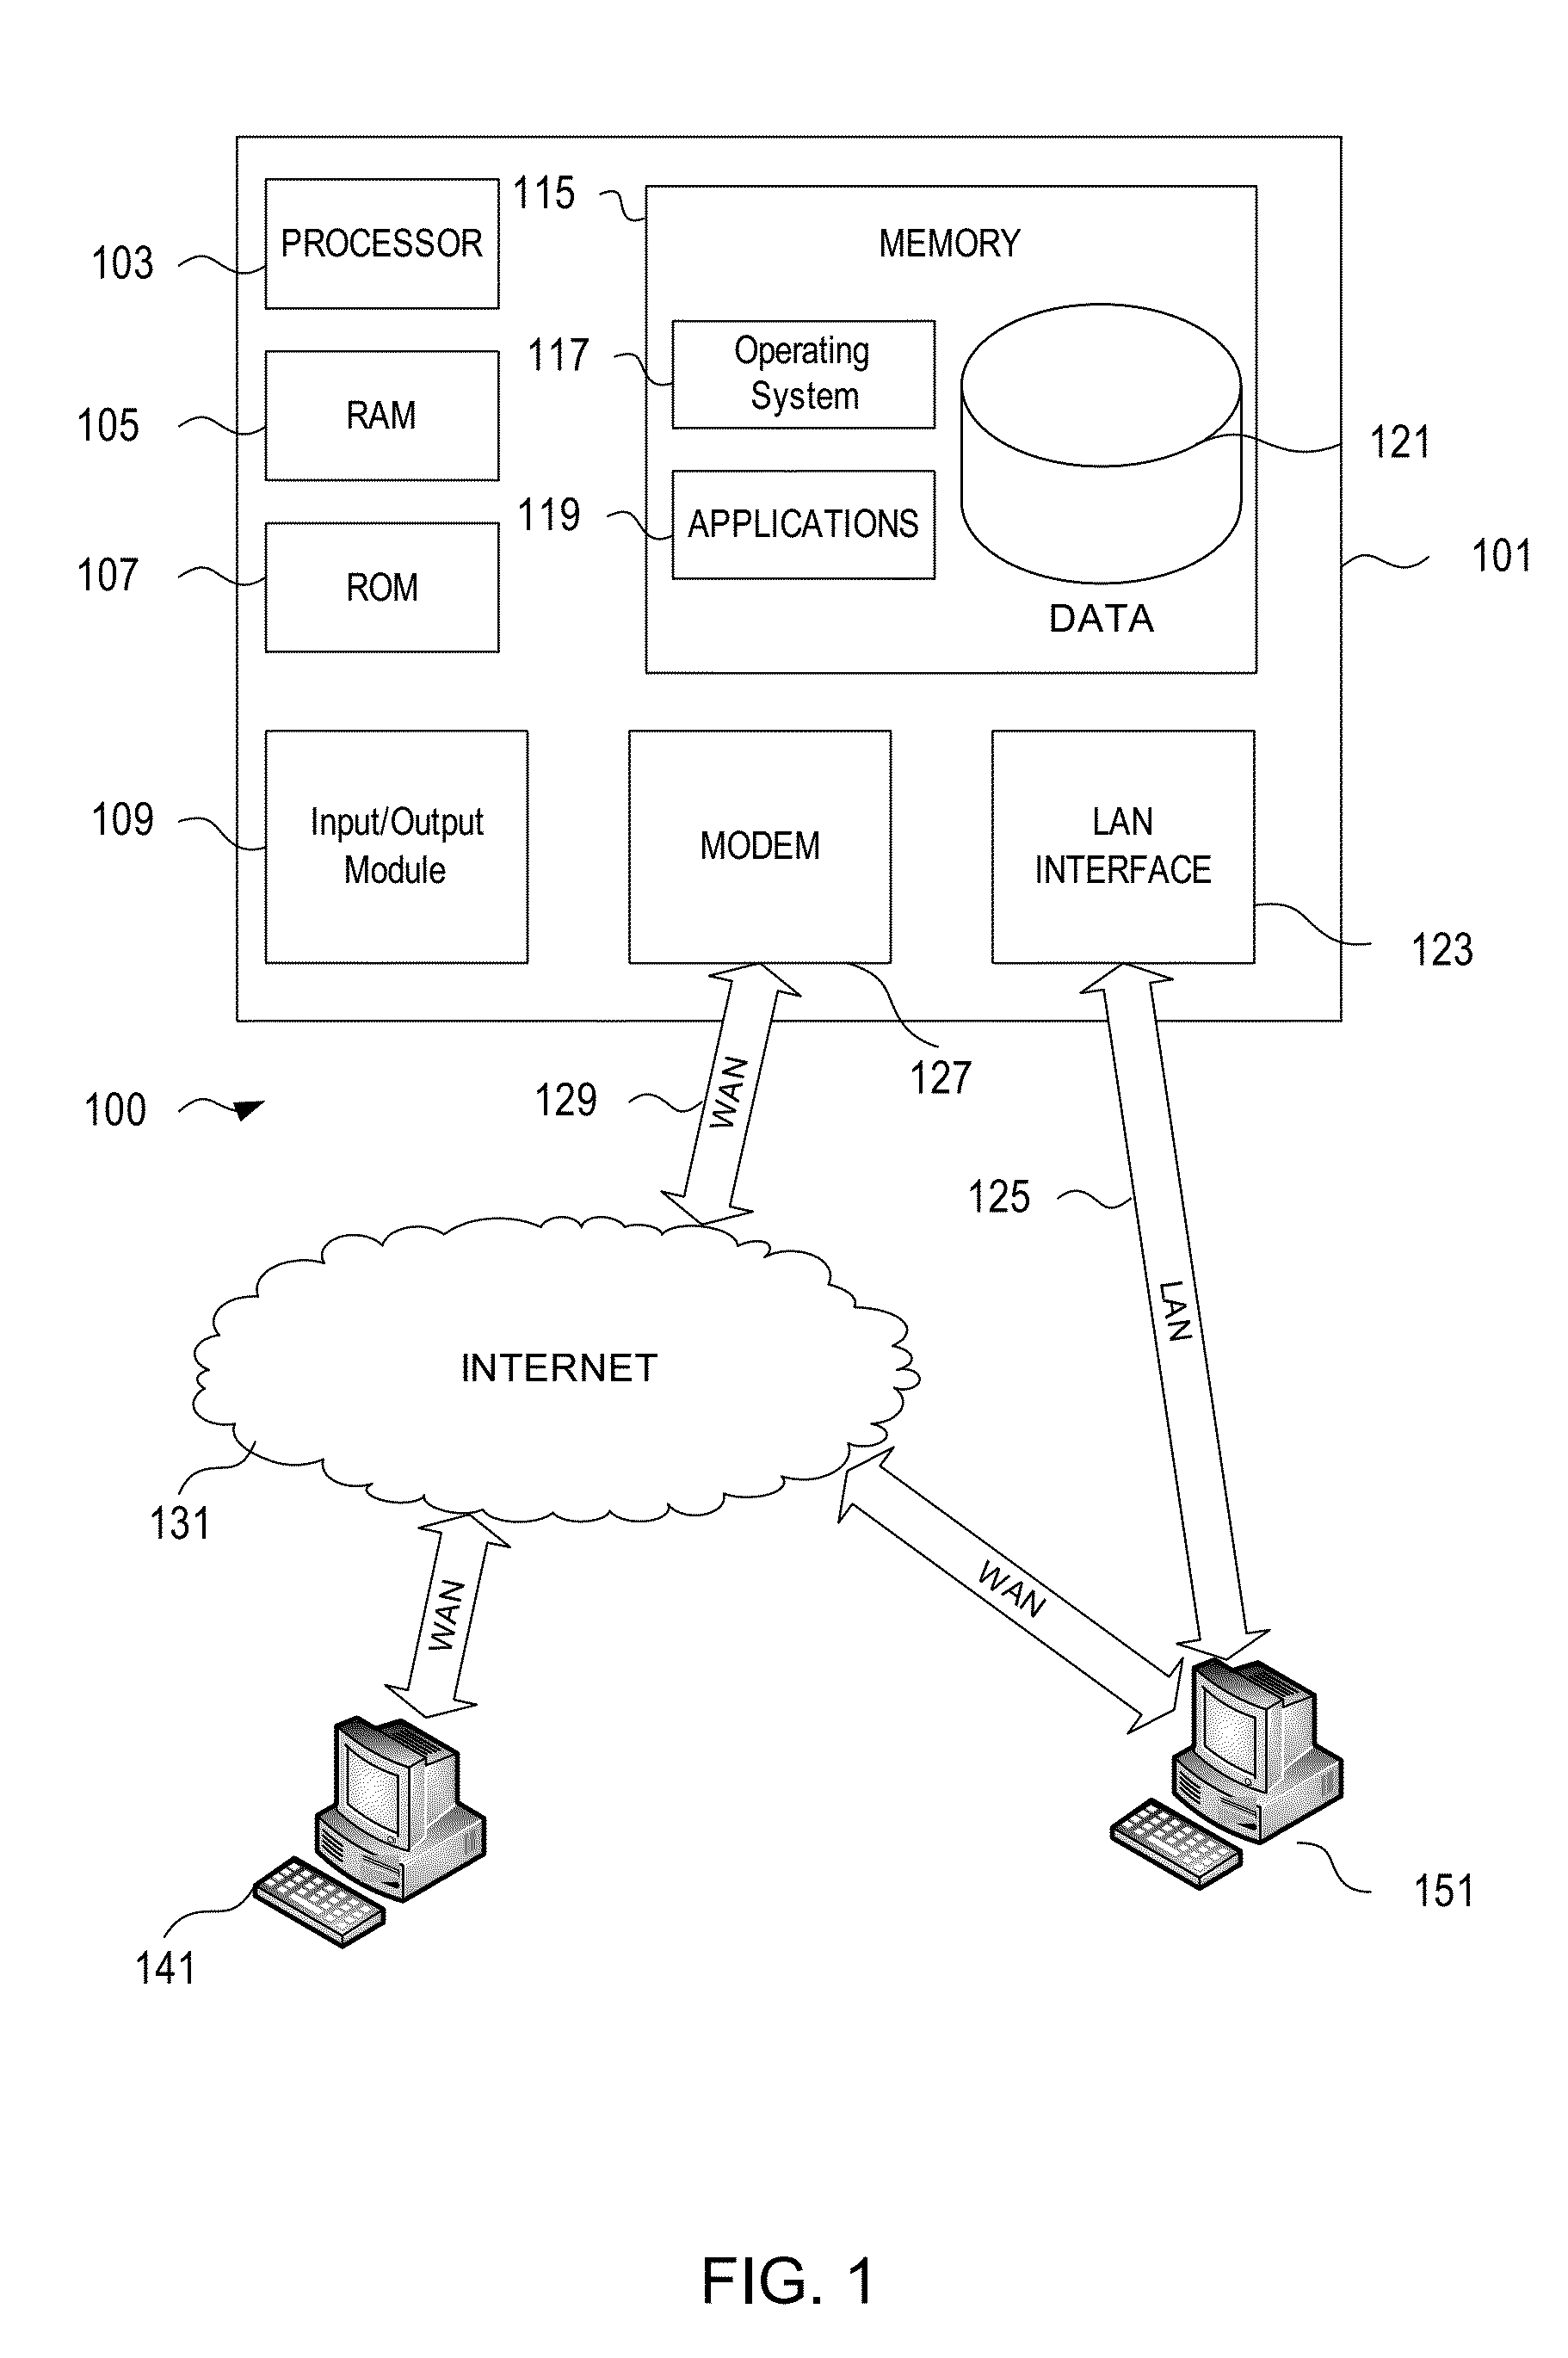 115
PROCESSOR
MEMORY
103
Operating
System
117
RAM
105
121
119
APPLICATIONS
101
107
ROM
DATA
109
Input/Output
Module
MODEM
LAN
INTERFACE
123
127
129
WAN
100
125
LAN
INTERNET
131
WAN
WAN
151
141
FIG. 1